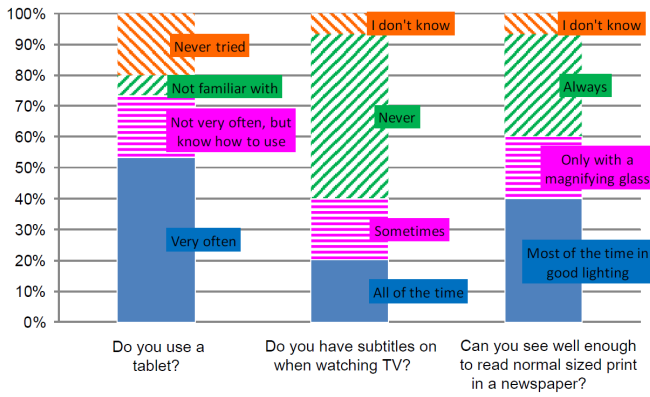 100%
90%
80%
70%
60%
50%
40%
30%
20%
10%
0%
Never tried
Not familiar with
Not very often, but
know how to use
Very often
I don't know
Never
Sometimes
All of the time
I don't know
Always
Only with a
magnifying glass
Most of the time in
good lighting
Do you use a
tablet?
Do you have subtitles on
when watching TV?
Can you see well enough
to read normal sized print
in a newspaper?